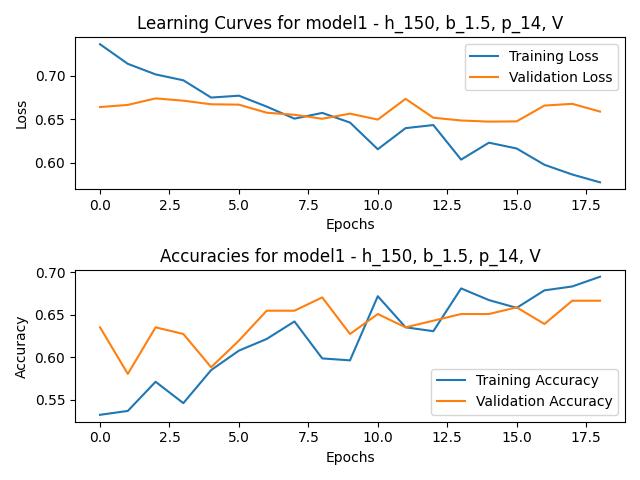 Learning Curves for model1 - h_150, b_1.5, p_14, V
Training Loss
Validation Loss
Loss
0.70
0.65
0.60
0.0 2.5 5.0 7.5 10.0 12.5 15.0 17.5
Epochs
Accuracies for model1 - h_150, b_1.5, p_14, V
Accuracy
0.70
0.65
0.60
0.55
Training Accuracy
Validation Accuracy
0.0 2.5 5.0 7.5 10.0 12.5 15.0 17.5
Epochs